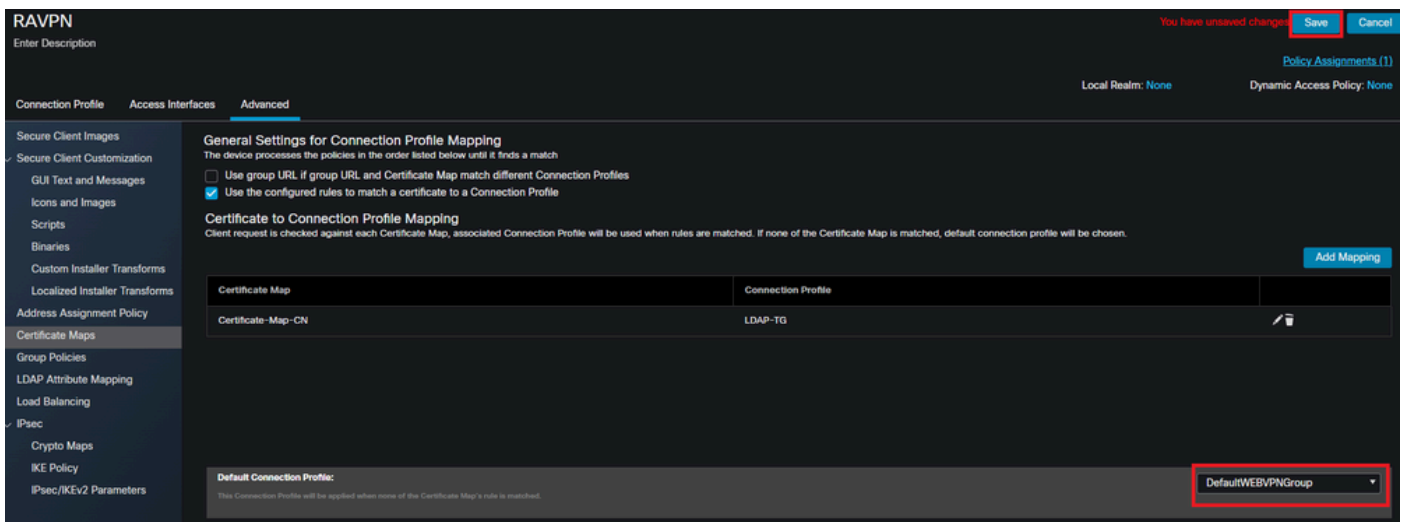 RAVPN
You have unsaved changes Save Cancel
Enter Description
Policy Assignments (1)
Local Realm: None Dynamic Access Policy: None
Connection Profile Access Interfaces Advanced
Secure Client Images
Secure Client Customization
GUI Text and Messages
Icons and Images
Scripts
Binaries
Custom Installer Transforms
Localized Installer Transforms
Address Assignment Policy
Certificate Maps
Group Policies
LDAP Attribute Mapping
Load Balancing
IPsec
Crypto Maps
IKE Policy
IPsec/IKEv2 Parameters
General Settings for Connection Profile Mapping
The device processes the policies in the order listed below until it finds a match
Use group URL if group URL and Certificate Map match different Connection Profiles
Use the configured rules to match a certificate to a Connection Profile
Certificate to Connection Profile Mapping
Client request is checked against each Certificate Map, associated Connection Profile will be used when rules are matched. If none of the Certificate Map is matched, default connection profile will be chosen.
Add Mapping
Certificate Map Connection Profile
Certificate-Map-CN LDAP-TG
Default Connection Profile:
This Connection Profile will be applied when none of the Certificate Map's rule is matched.
DefaultWEBVPNGroup